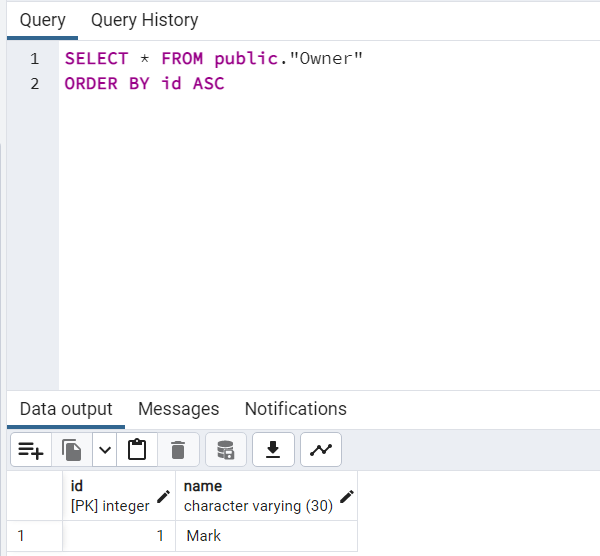 Query Query History
1 SELECT * FROM public."Owner"
2 ORDER BY id ASC
Data output Messages Notifications
id name
[PK] integer character varying (30)
1 1 Mark